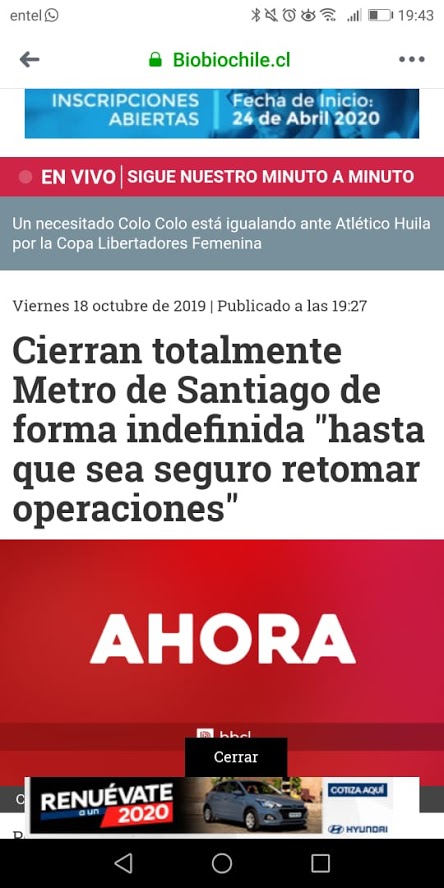 entel 19:43
Biobiochile.cl
INSCRIPCIONES
ABIERTAS
Fecha de Inicio:
24 de Abril 2020
EN VIVO | SIGUE NUESTRO MINUTO A MINUTO
Un necesitado Colo Colo está igualando ante Atlético Huila
por la Copa Libertadores Femenina
Viernes 18 octubre de 2019 | Publicado a las 19:27
Cierran totalmente
Metro de Santiago de
forma indefinida "hasta
que sea seguro retomar
operaciones"
AHORA
Cerrar
RENUÉVATE
a un 2020
COTIZA AQUÍ
HYUNDAI